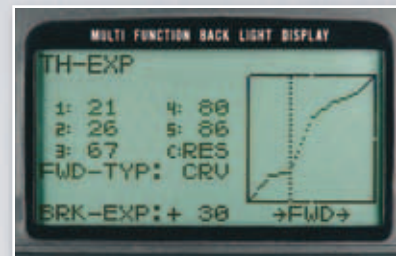 MULTI FUNCTION BACK LIGHT DISPLAY
TH-EXP
1: 21 4: 80
2: 26 5: 86
3: 67 C:RES
FWD-TYP: CRV
BRK-EXP:+ 30 →FWD→